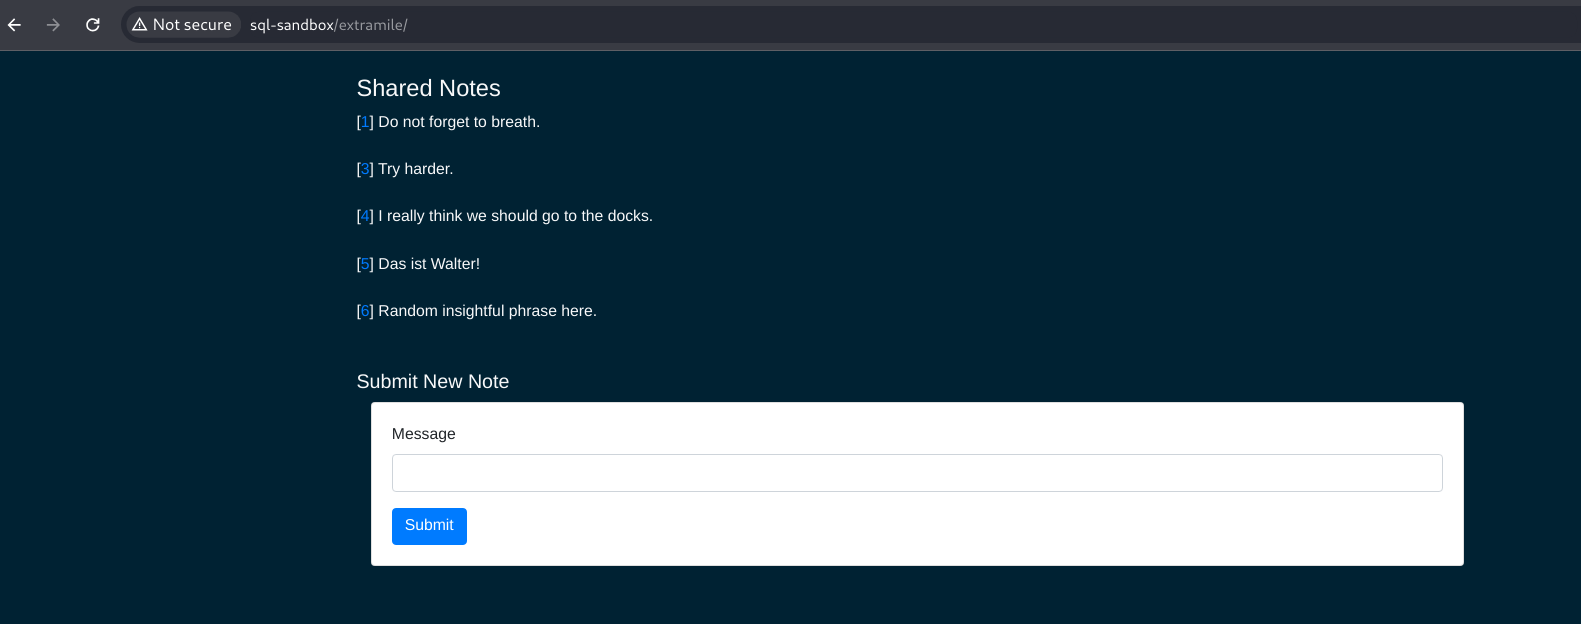 Not secure sql-sandbox/extramile/
Shared Notes
[1] Do not forget to breath.
[3] Try harder.
[4] I really think we should go to the docks.
[5] Das ist Walter!
[6] Random insightful phrase here.
Submit New Note
Message
Submit